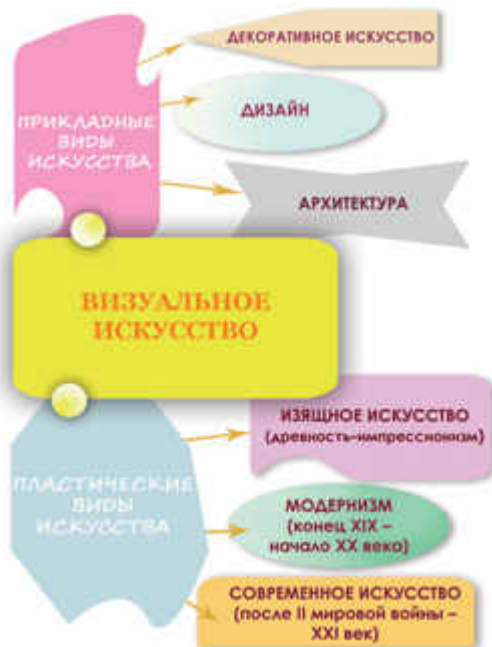 ДЕКОРАТИВНОЕ ИСКУССТВО
ДИЗАЙН
ПРИКЛАДНЫЕ
ВИДЫ
ИСКУССТВА
АРХИТЕКТУРА
ВИЗУАЛЬНОЕ
ИСКУССТВО
ИЗЯЩНОЕ ИСКУССТВО
(древность-импрессионизм)
ПЛАСТИЧЕСКИЕ
ВИДЫ
ИСКУССТВА
МОДЕРНИЗМ
(конец XIX –
начало XX веко)
СОВРЕМЕННОЕ ИСКУССТВО
(после II мировой войны –
XXI век)